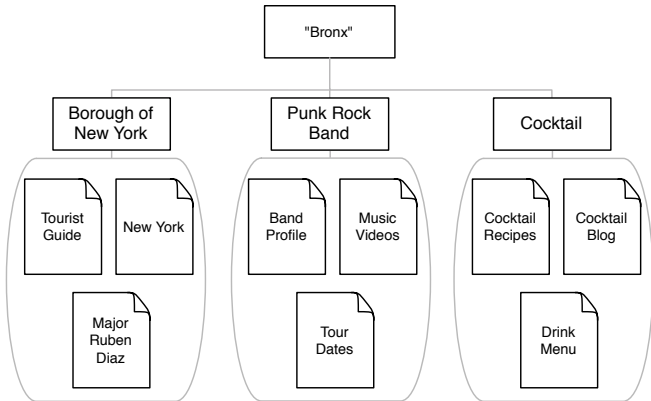 "Bronx"
Borough of
New York
Punk Rock
Band
Cocktail
Tourist
Guide
New York
Major
Ruben
Diaz
Band
Profile
Music
Videos
Tour
Dates
Cocktail
Recipes
Cocktail
Blog
Drink
Menu